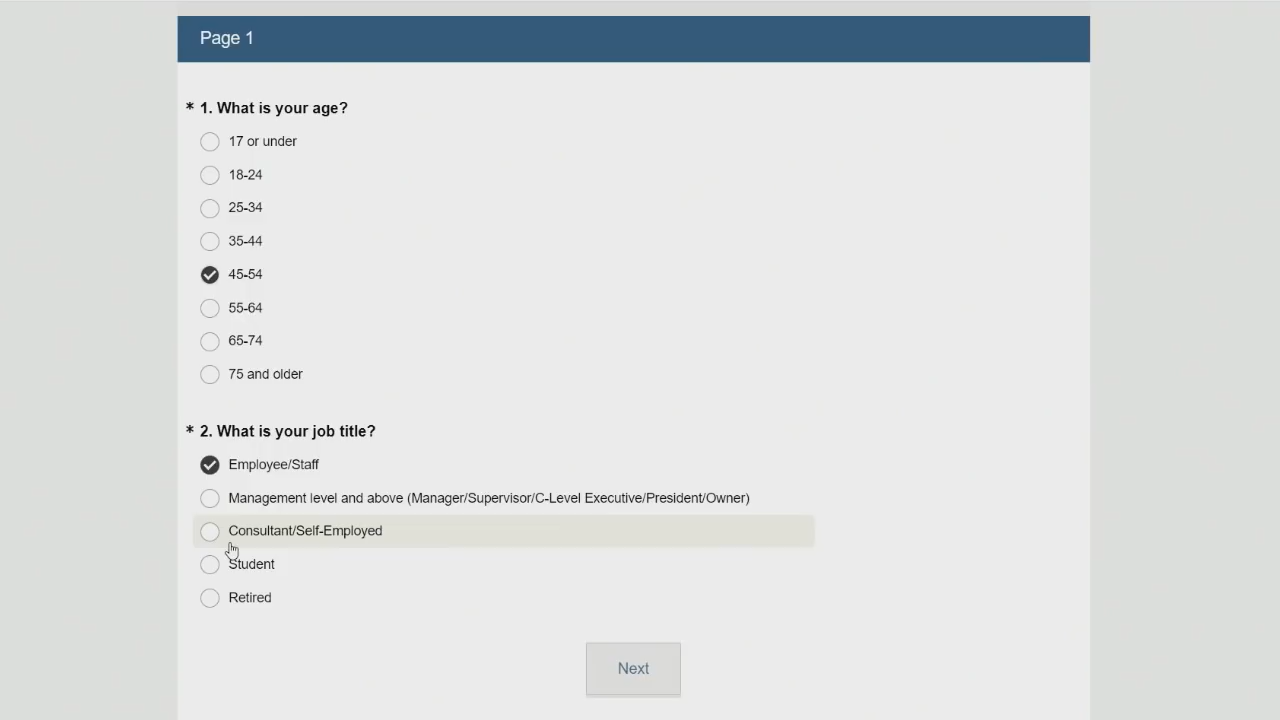 Page 1
* 1. What is your age?
17 or under
18-24
25-34
35-44
45-54
55-64
65-74
75 and older
* 2. What is your job title?
Employee/Staff
Management level and above (Manager/Supervisor/C-Level Executive/President/Owner)
Consultant/Self-Employed
Student
Retired
Next